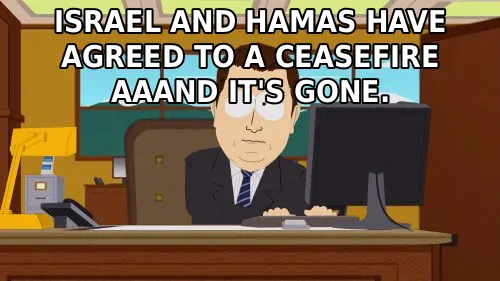 ISRAEL AND HAMAS HAVE
AGREED TO A CEASEFIRE
AAAND IT'S GONE.